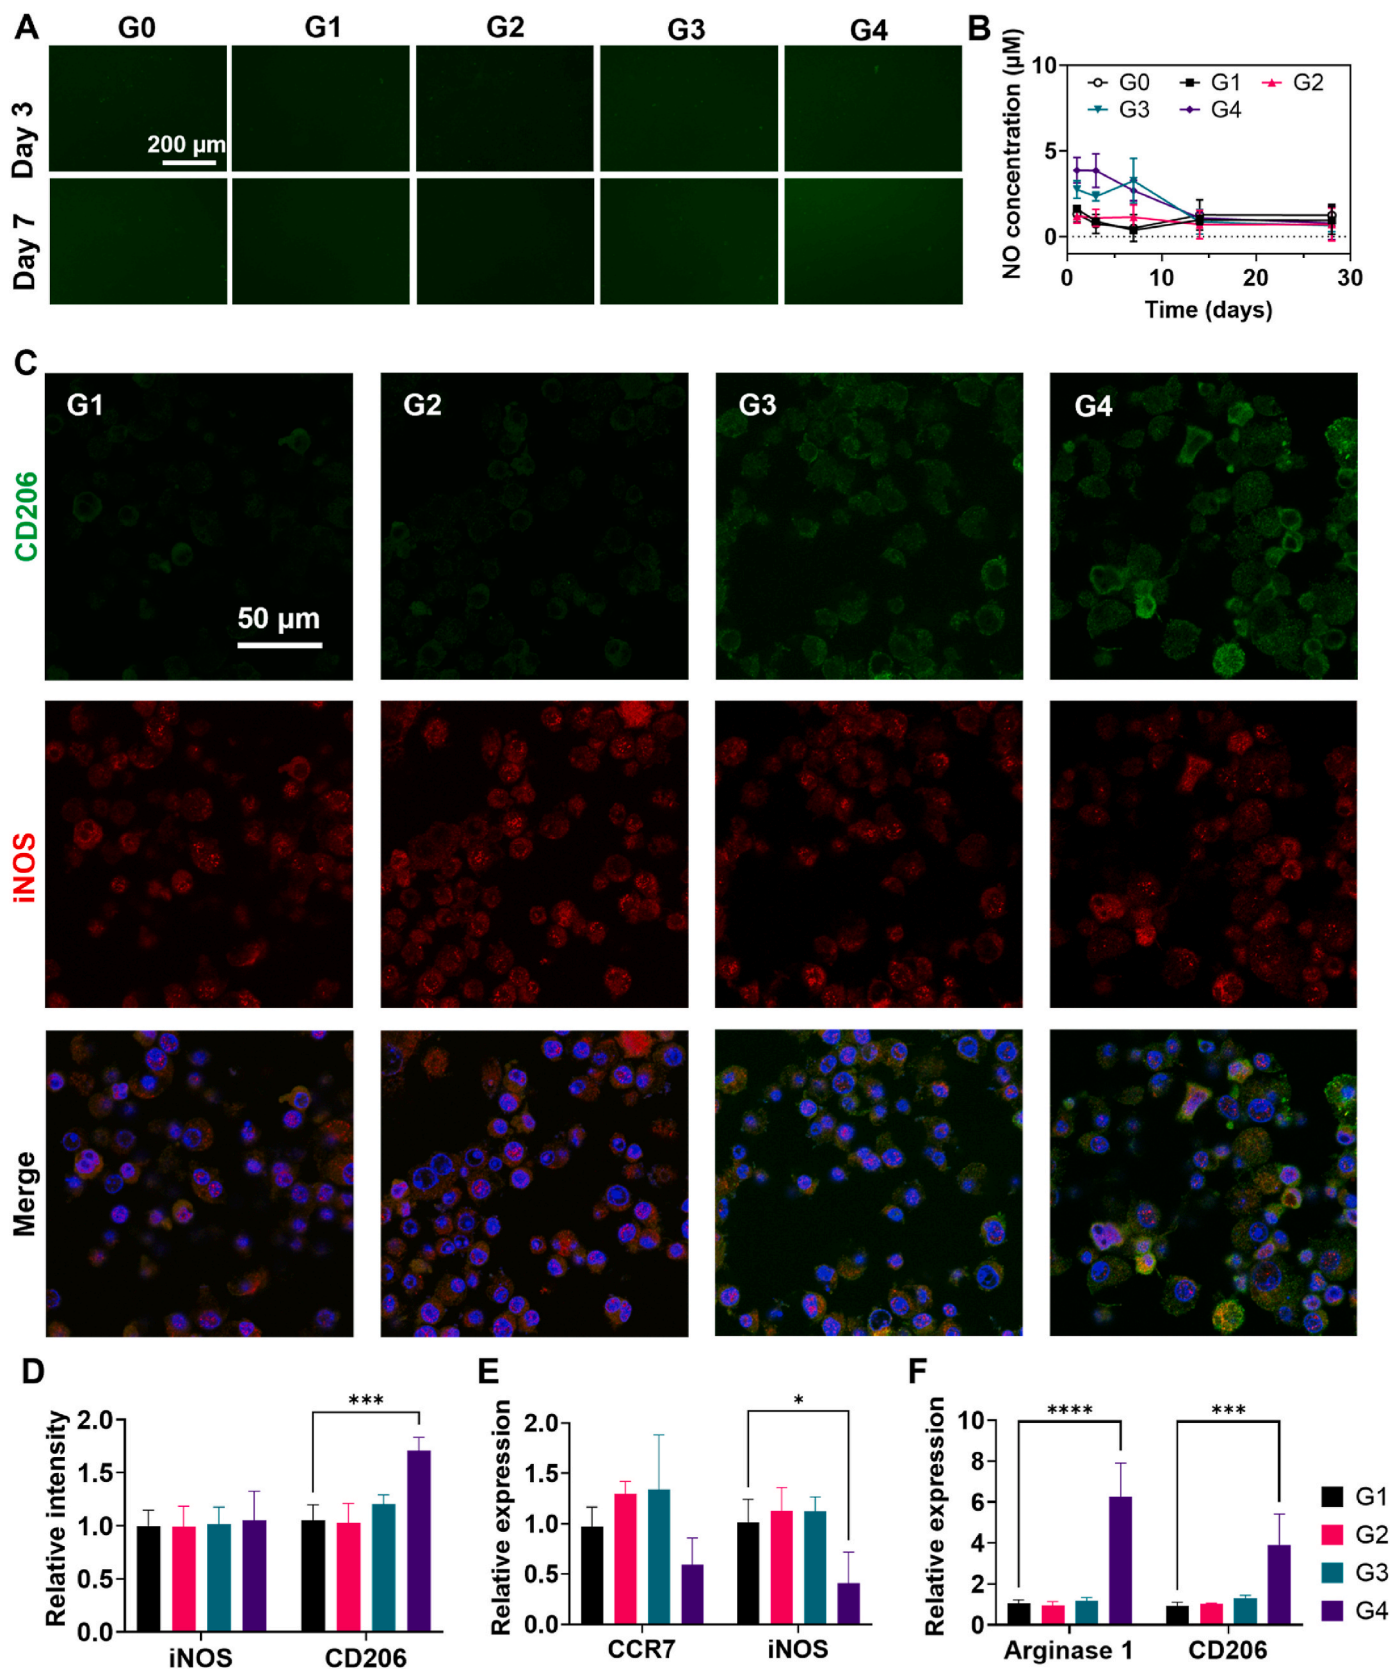 A
G0 G1 G2 G3 G4
Day 3
200 µm
Day 7
B
NO concentration (µM)
10
5
0
G0 G1 G2
G3 G4
0 10 20 30
Time (days)
C
G1 G2 G3 G4
CD206
50 µm
iNOS
Merge
D
Relative intensity
2.0
1.5
1.0
0.5
0.0
***
iNOS CD206
E
Relative expression
2.0
1.5
1.0
0.5
0.0
*
CCR7 iNOS
F
Relative expression
10
8
6
4
2
0
**** ***
Arginase 1 CD206
G1
G2
G3
G4